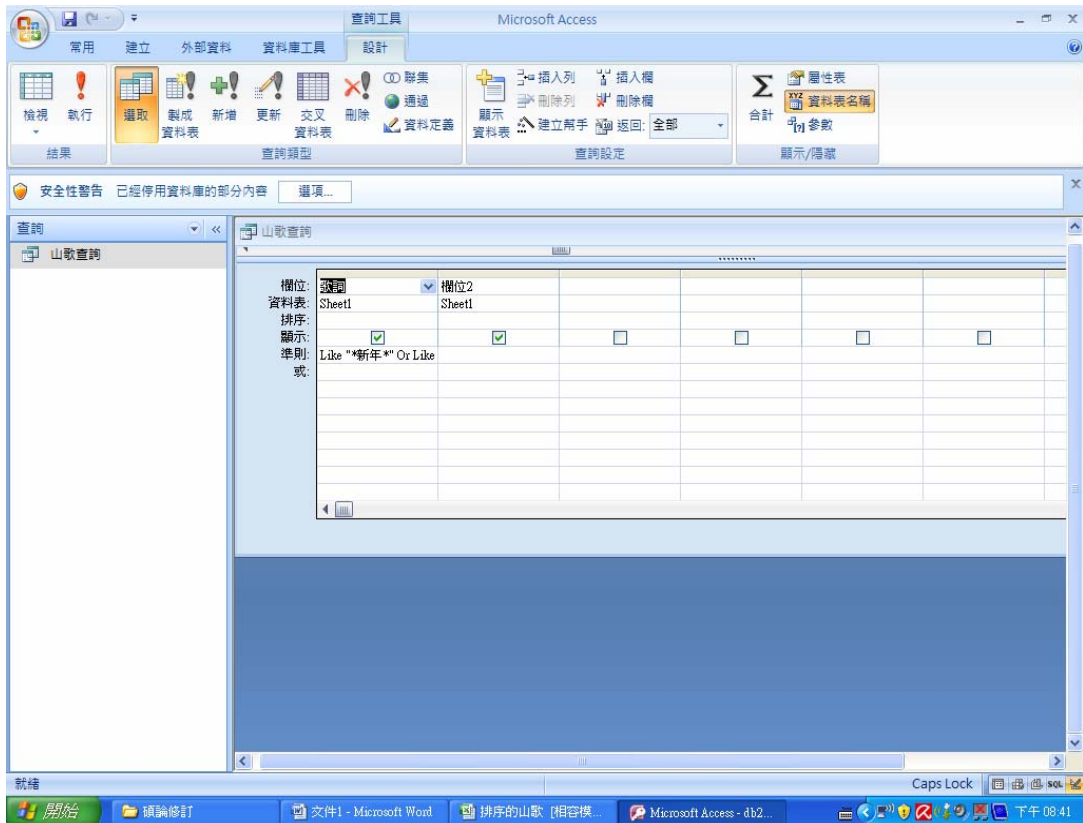 查詢工具 Microsoft Access
常用 建立 外部資料 資料庫工具 設計
檢視
執行
結果
選取
製成
資料表
新增
更新
交叉
資料表
刪除
聯集
通過
資料定義
查詢類型
顯示
資料表
插入列
刪除列
建立幫手
插入欄
刪除欄
返回: 全部
查詢設定
Σ
合計
屬性表
資料表名稱
參數
顯示/隱藏
安全性警告 已經停用資料庫的部分內容 選項...
查詢
山歌查詢
山歌查詢
欄位: 歌詞 欄位2
資料表: Sheet1 Sheet1
排序:
顯示:
準則: Like "*新年*" Or Like
或:
就緒 Caps Lock SQL
開始 碩論修訂 文件1 - Microsoft Word 排序的山歌 [相容模... Microsoft Access - db2... 下午 08:41